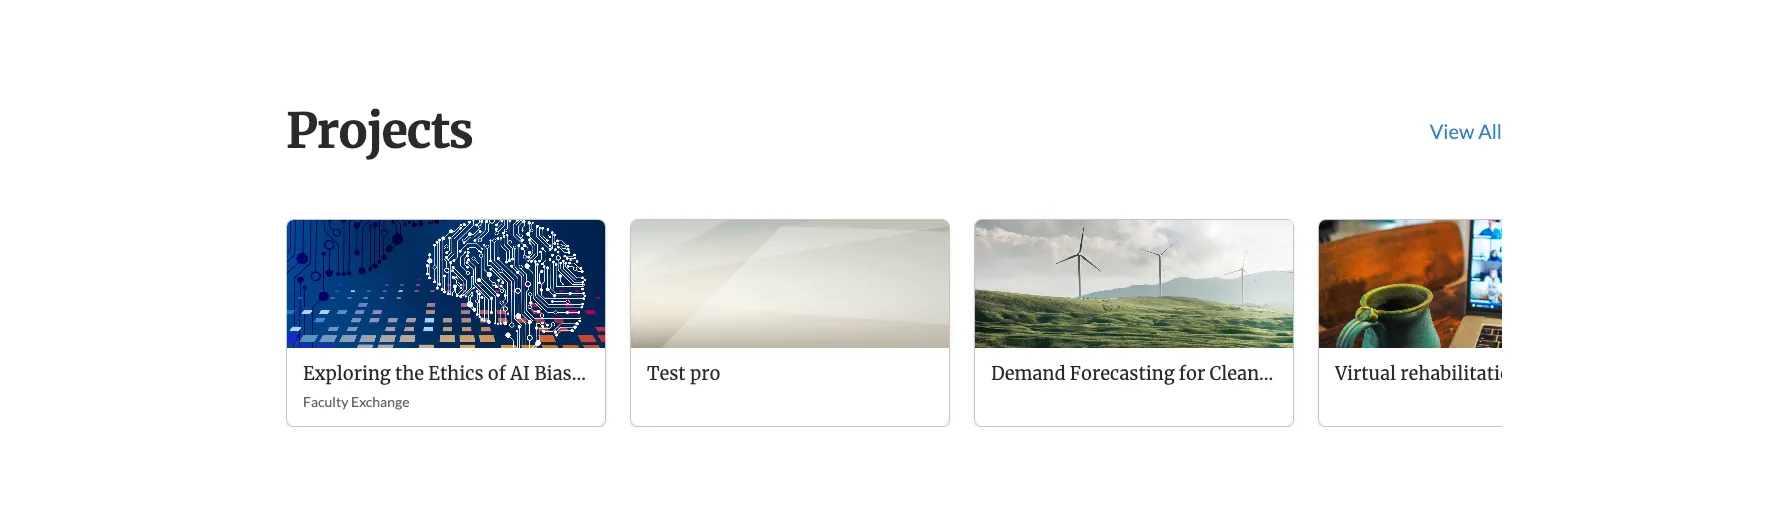 Projects
View All
Exploring the Ethics of AI Bias...
Faculty Exchange
Test pro
Demand Forecasting for Clean...
Virtual rehabilitati